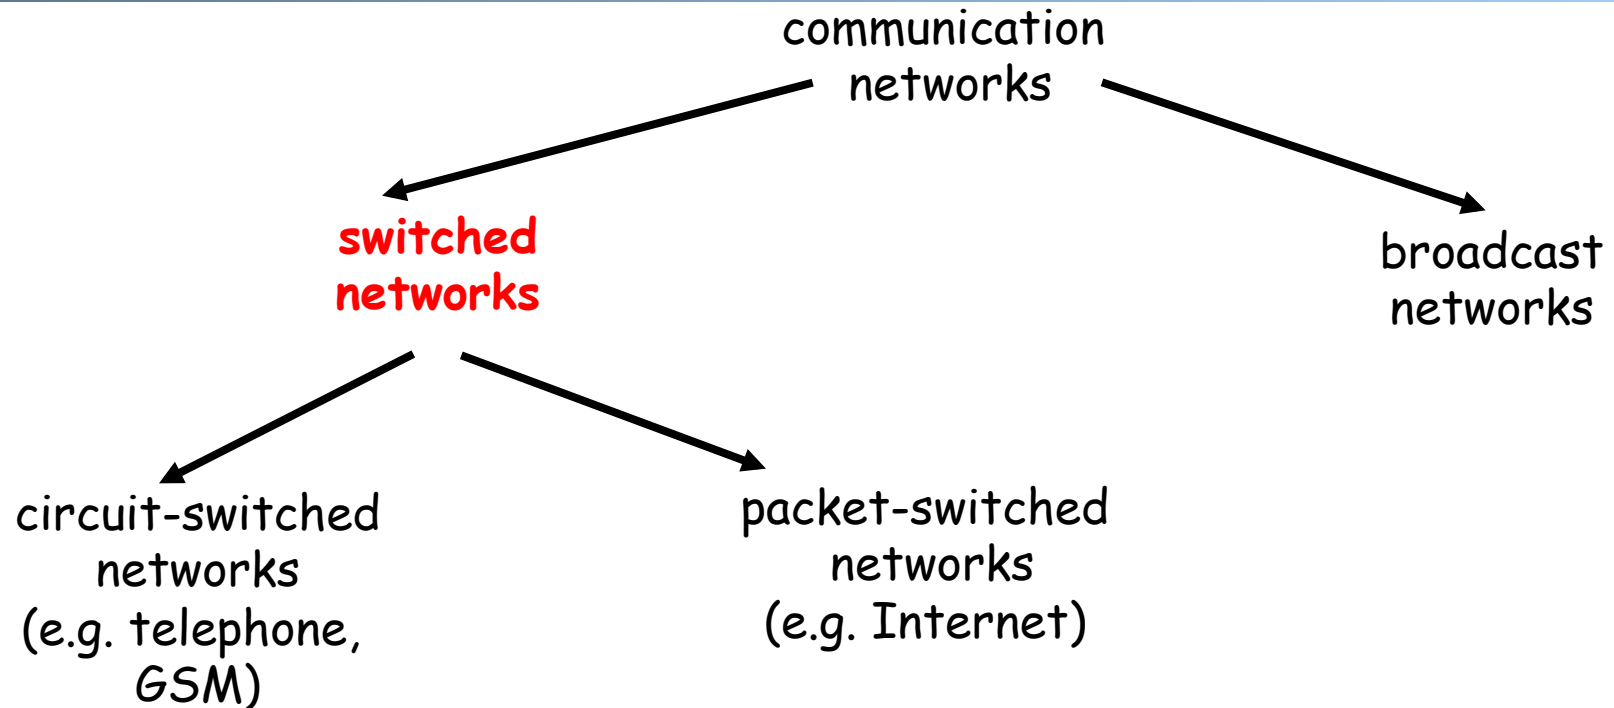 communication
networks
switched
networks
broadcast
networks
circuit-switched
networks
(e.g. telephone,
GSM)
packet-switched
networks
(e.g. Internet)